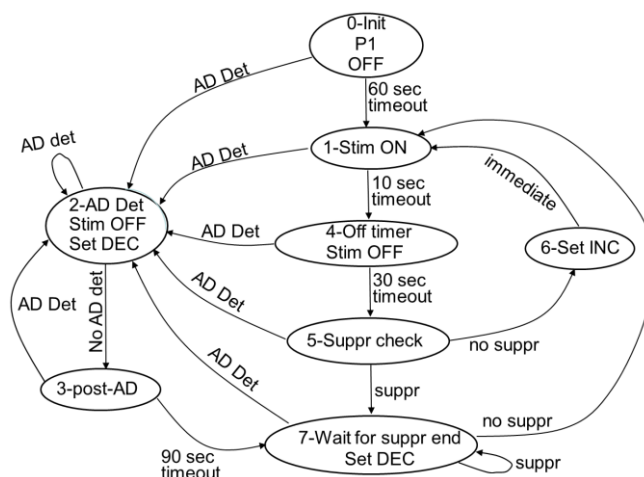 0-Init
P1
OFF
AD Det
60 sec
timeout
AD det
AD Det
1-Stim ON
immediate
10 sec
timeout
2-AD Det
Stim OFF
Set DEC
AD Det
4-Off timer
Stim OFF
6-Set INC
30 sec
timeout
AD Det
No AD det
AD Det
5-Suppr check
no suppr
AD Det
3-post-AD
suppr
no suppr
7-Wait for suppr end
Set DEC
90 sec
timeout
suppr